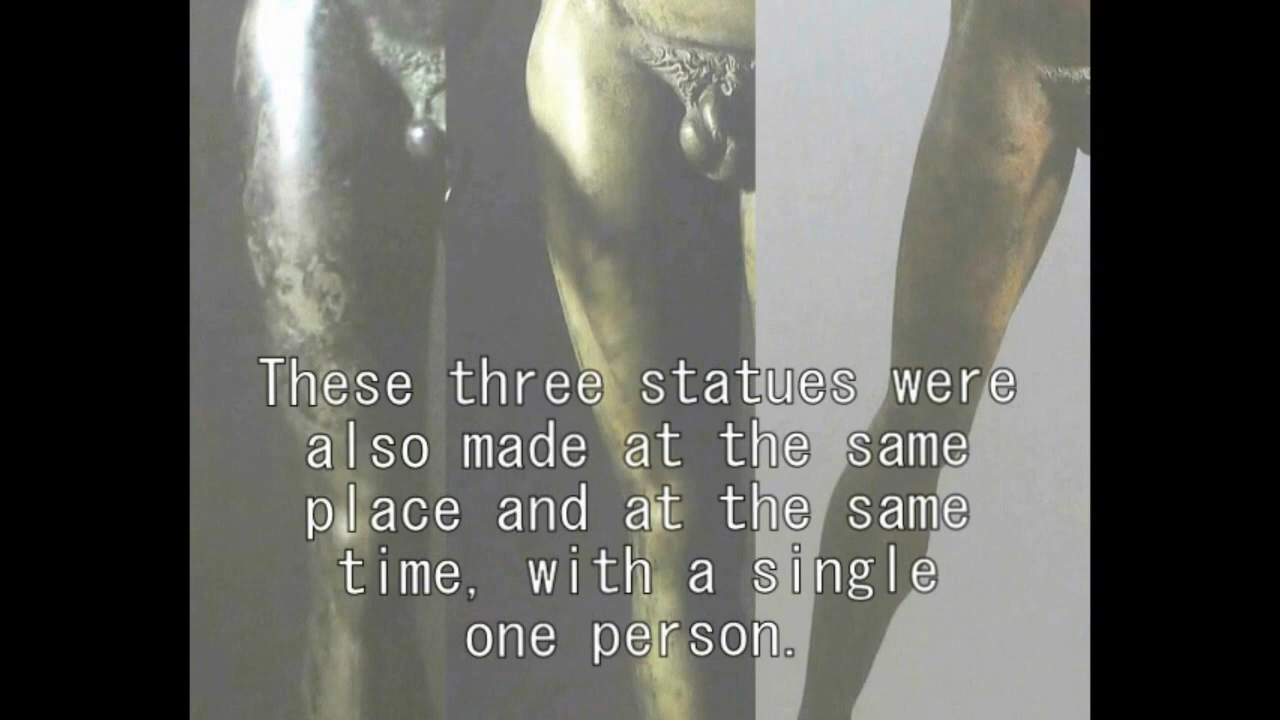 These three statues were
also made at the same
place and at the same
time, with a single
one person.